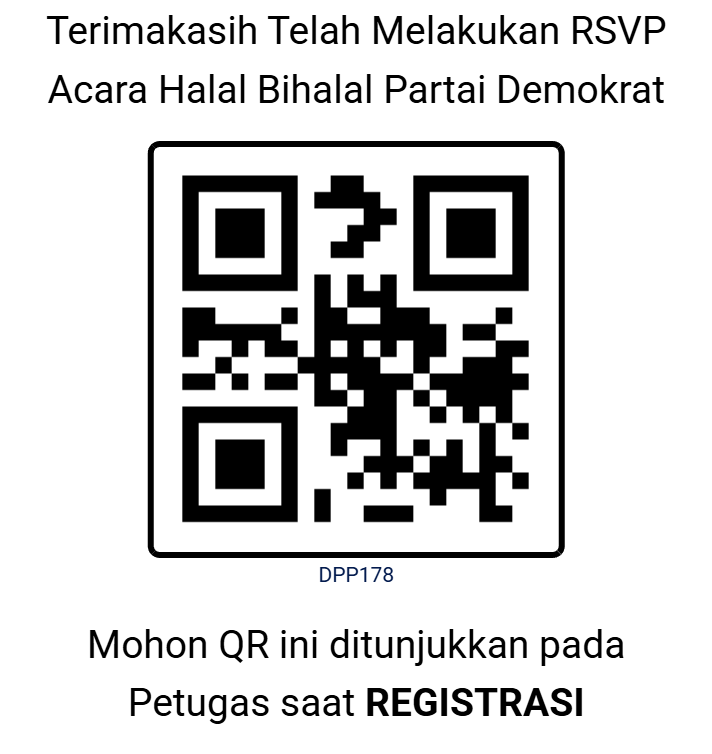 Terimakasih Telah Melakukan RSVP
Acara Halal Bihalal Partai Demokrat
DPP178
Mohon QR ini ditunjukkan pada
Petugas saat REGISTRASI